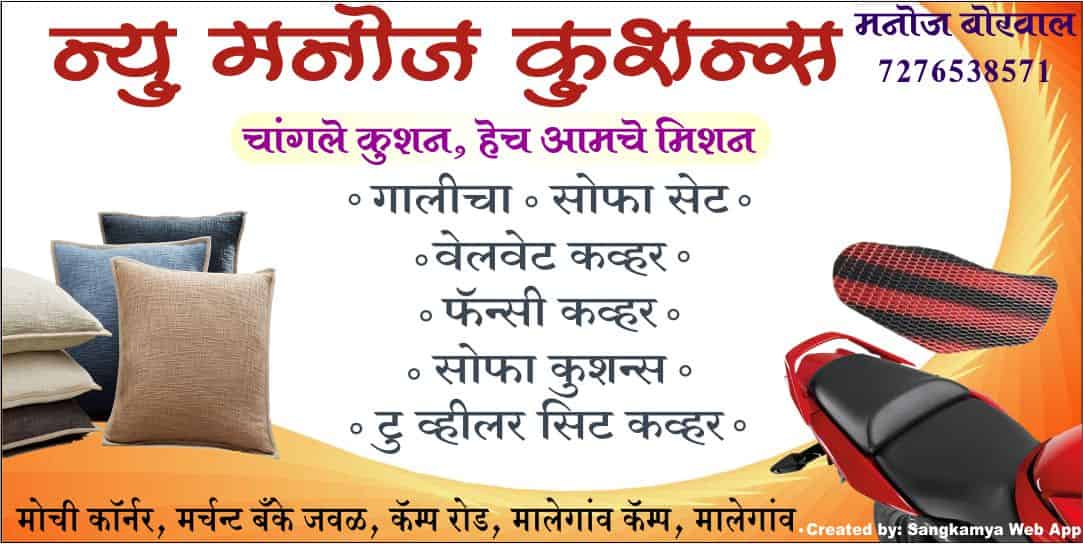 न्यु मनोज कुशन्स
मनोज बोरवाल
7276538571
चांगले कुशन, हेच आमचे मिशन
॰ गालीचा ॰ सोफा सेट ॰
॰ वेलवेट कव्हर ॰
॰ फॅन्सी कव्हर ॰
॰ सोफा कुशन्स ॰
॰ टु व्हीलर सिट कव्हर ॰
मोची कॉर्नर, मर्चन्ट बँके जवळ, कॅम्प रोड, मालेगांव कॅम्प, मालेगांव.
•Created by: Sangkamya Web App